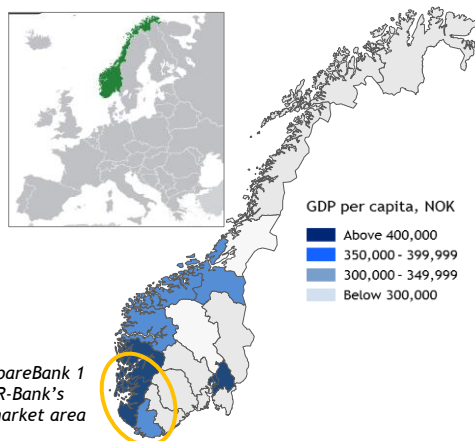 GDP per capita, NOK
Above 400,000
350,000 - 399,999
300,000 - 349,999
Below 300,000
pareBank 1
R-Bank's
arket area